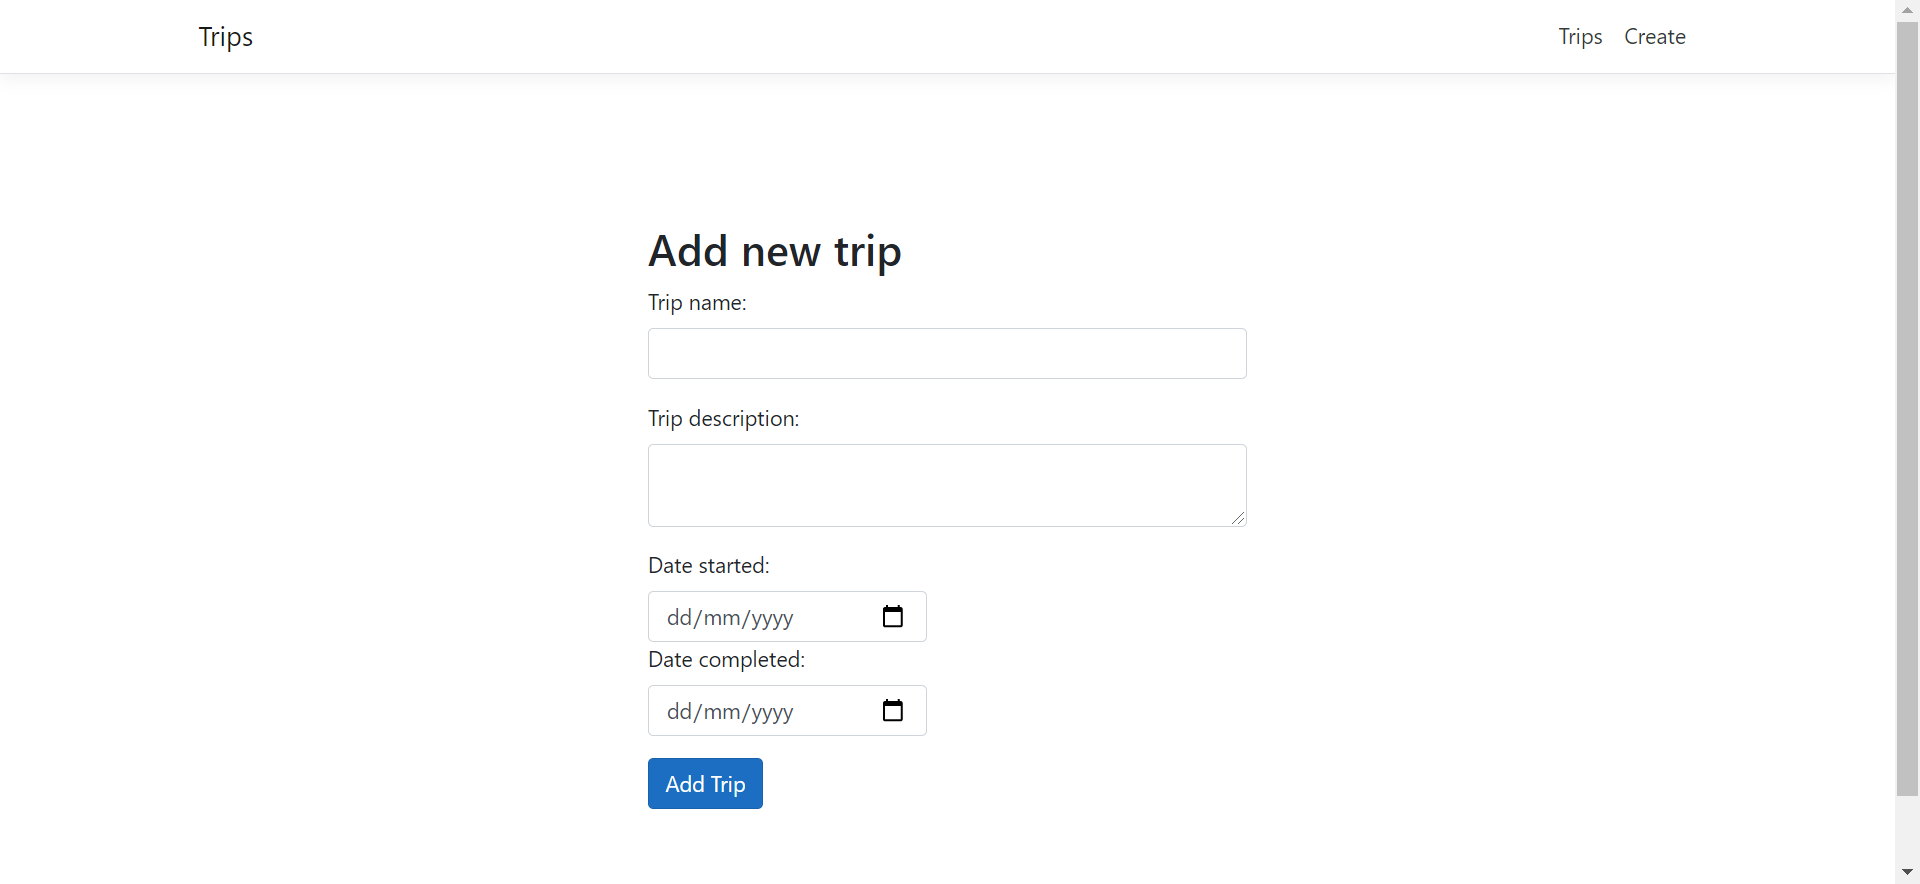 Trips
Trips Create
Add new trip
Trip name:
Trip description:
Date started:
dd/mm/yyyy
Date completed:
dd/mm/yyyy
Add Trip